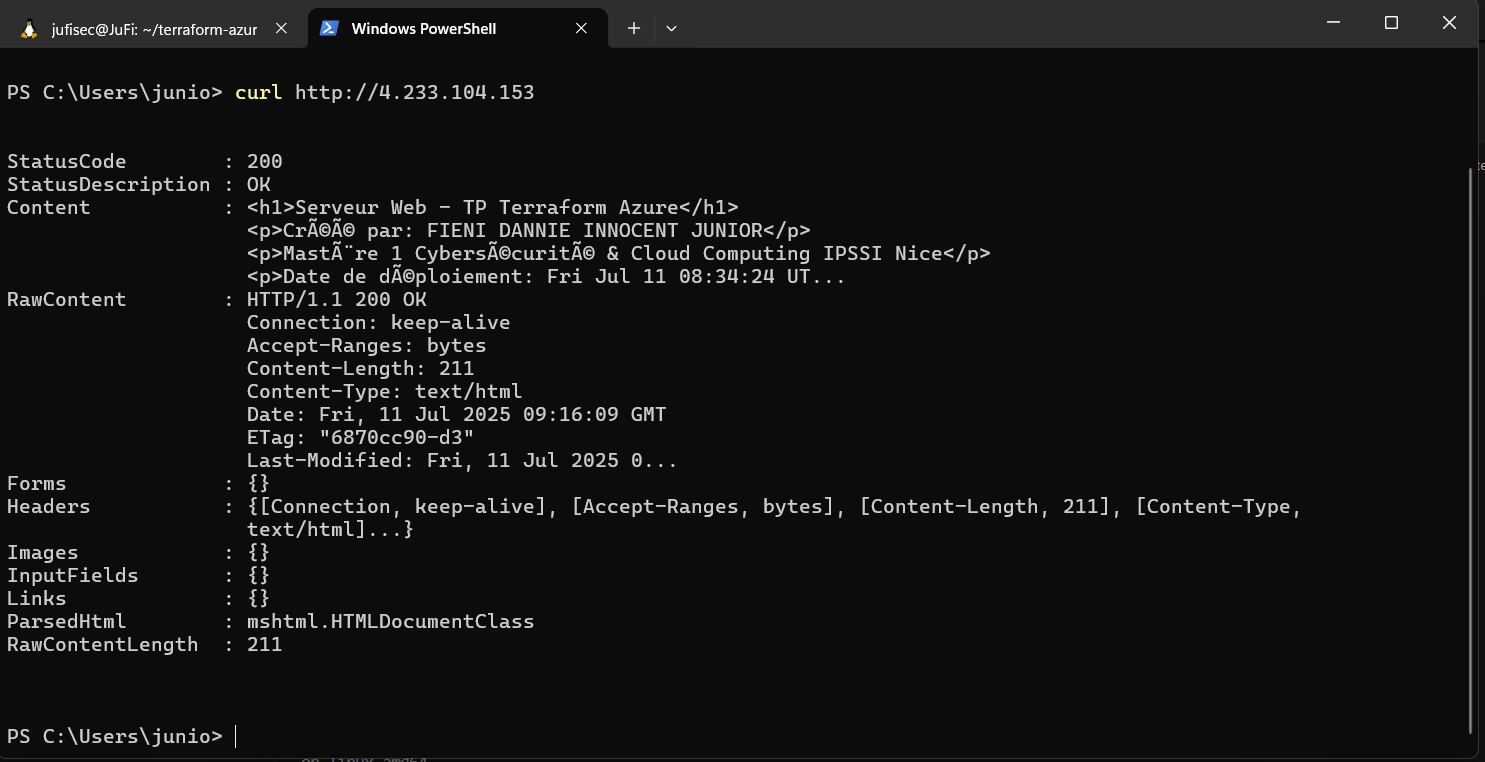 jufisec@JuFi: ~/terraform-azur
Windows PowerShell
PS C:\Users\junio> curl http://4.233.104.153
StatusCode        : 200
StatusDescription : OK
Content           : <h1>Serveur Web - TP Terraform Azure</h1>
                    <p>CrÃ©Ã© par: FIENI DANNIE INNOCENT JUNIOR</p>
                    <p>MastÃ¨re 1 CybersÃ©curitÃ© & Cloud Computing IPSSI Nice</p>
                    <p>Date de dÃ©ploiement: Fri Jul 11 08:34:24 UT...
RawContent        : HTTP/1.1 200 OK
                    Connection: keep-alive
                    Accept-Ranges: bytes
                    Content-Length: 211
                    Content-Type: text/html
                    Date: Fri, 11 Jul 2025 09:16:09 GMT
                    ETag: "6870cc90-d3"
                    Last-Modified: Fri, 11 Jul 2025 0...
Forms             : {}
Headers           : {[Connection, keep-alive], [Accept-Ranges, bytes], [Content-Length, 211], [Content-Type,
                    text/html]...}
Images            : {}
InputFields       : {}
Links             : {}
ParsedHtml        : mshtml.HTMLDocumentClass
RawContentLength  : 211
PS C:\Users\junio>